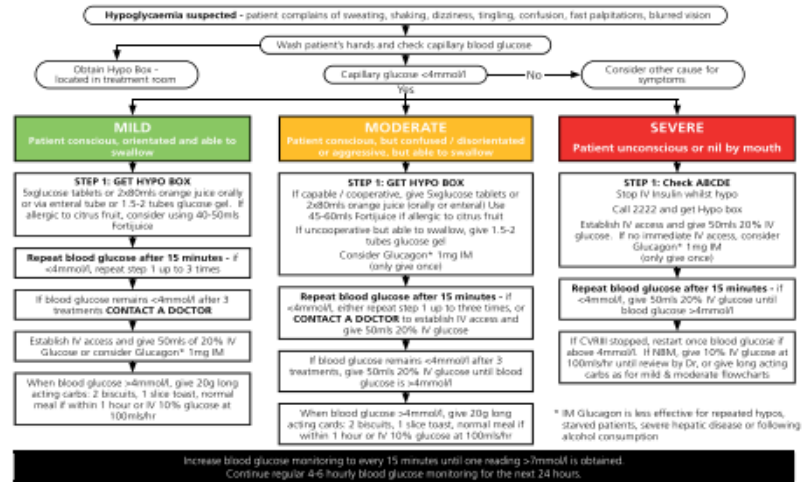 Hypoglycaemia suspected - patient complains of sweating, shaking, dizziness, tingling, confusion, fast palpitations, blurred vision
Wash patient's hands and check capillary blood glucose
Obtain Hypo Box -
located in treatment room
Capillary glucose <4mmol/l
No
Consider other cause for
symptoms
Yes
MILD
Patient conscious, orientated and able to
swallow
STEP 1: GET HYPO BOX
5xglucose tablets or 2x80mls orange juice orally
or via enteral tube or 1.5-2 tubes glucose gel. If
allergic to citrus fruit, consider using 40-50mls
Fortijuice
Repeat blood glucose after 15 minutes - if
<4mmol/l, repeat step 1 up to 3 times
If blood glucose remains <4mmol/l after 3
treatments CONTACT A DOCTOR
Establish IV access and give 50mls of 20% IV
Glucose or consider Glucagon* 1mg IM
When blood glucose >4mmol/l, give 20g long
acting carbs: 2 biscuits, 1 slice toast, normal
meal if within 1 hour or IV 10% glucose at
100mls/hr
MODERATE
Patient conscious, but confused / disorientated
or aggressive, but able to swallow
STEP 1: GET HYPO BOX
If capable / cooperative, give 5xglucose tablets or
2x80mls orange juice (orally or enteral) Use
45-60mls Fortijuice if allergic to citrus fruit
If uncooperative but able to swallow, give 1.5-2
tubes glucose gel
Consider Glucagon* 1mg IM
(only give once)
Repeat blood glucose after 15 minutes - if
<4mmol/l, either repeat step 1 up to three times, or
CONTACT A DOCTOR to establish IV access and
give 50mls 20% IV glucose
If blood glucose remains <4mmol/l after 3
treatments, give 50mls 20% IV glucose until blood
glucose is >4mmol/l
When blood glucose >4mmol/l, give 20g long
acting cards: 2 biscuits, 1 slice toast, normal meal if
within 1 hour or IV 10% glucose at 100mls/hr
SEVERE
Patient unconscious or nil by mouth
STEP 1: Check ABCDE
Stop IV Insulin whilst hypo
Call 2222 and get Hypo box
Establish IV access and give 50mls 20% IV
glucose. If no immediate IV access, consider
Glucagon* 1mg IM
(only give once)
Repeat blood glucose after 15 minutes - if
<4mmol/l, give 50mls 20% IV glucose until
blood glucose >4mmol/l
If CVRIII stopped, restart once blood glucose if
above 4mmol/l. If NBM, give 10% IV glucose at
100mls/hr until review by Dr, or give long acting
carbs as for mild & moderate flowcharts
* IM Glucagon is less effective for repeated hypos,
starved patients, severe hepatic disease or following
alcohol consumption
Increase blood glucose monitoring to every 15 minutes until one reading >7mmol/l is obtained.
Continue regular 4-6 hourly blood glucose monitoring for the next 24 hours.